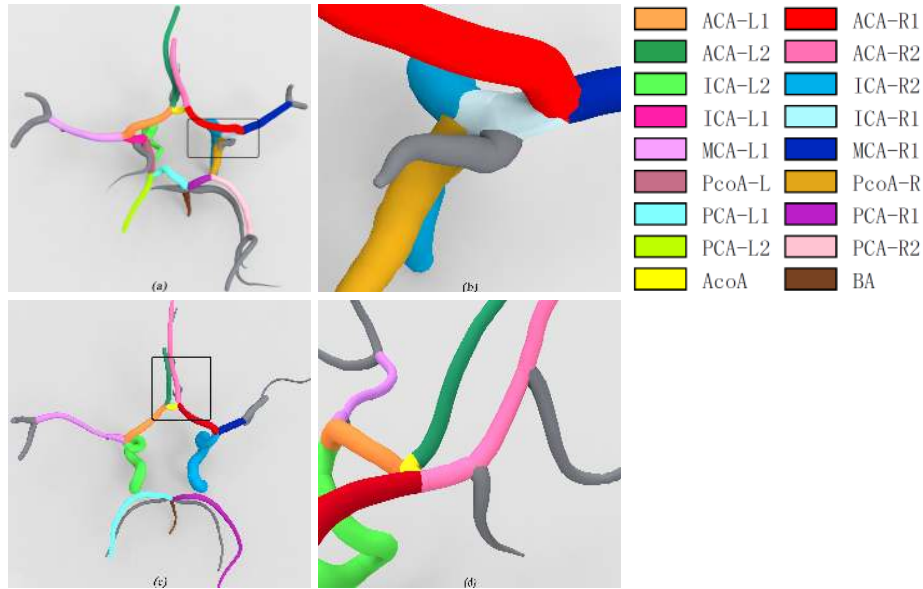 ACA-L1 ACA-R1
ACA-L2 ACA-R2
ICA-L2 ICA-R2
ICA-L1 ICA-R1
MCA-L1 MCA-R1
PcoA-L PcoA-R
PCA-L1 PCA-R1
PCA-L2 PCA-R2
AcoA BA
(a) (b)
(c) (d)